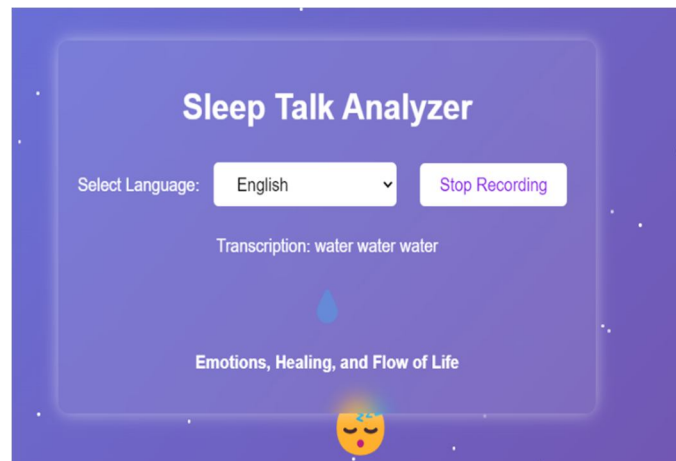 Sleep Talk Analyzer
Select Language: English Stop Recording
Transcription: water water water
Emotions, Healing, and Flow of Life